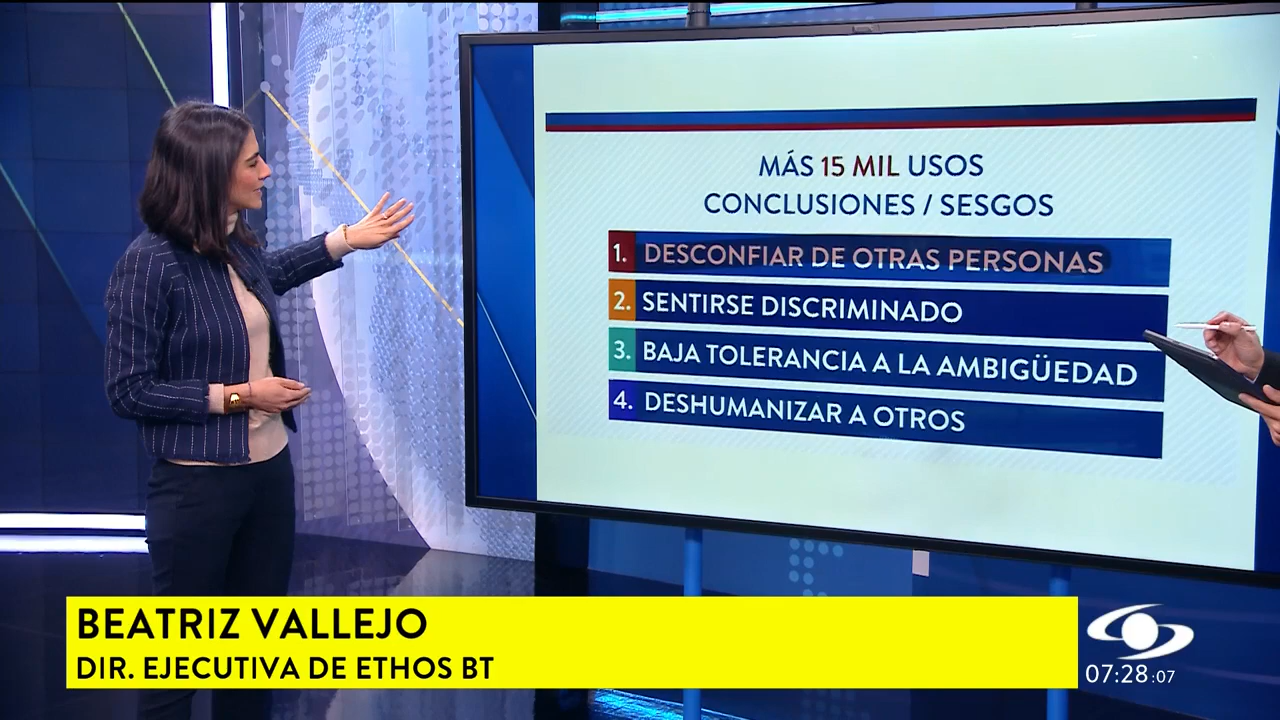 MÁS 15 MIL USOS
CONCLUSIONES / SESGOS
1. DESCONFIAR DE OTRAS PERSONAS
2. SENTIRSE DISCRIMINADO
3. BAJA TOLERANCIA A LA AMBIGÜEDAD
4. DESHUMANIZAR A OTROS
BEATRIZ VALLEJO
DIR. EJECUTIVA DE ETHOS BT
07:28:07